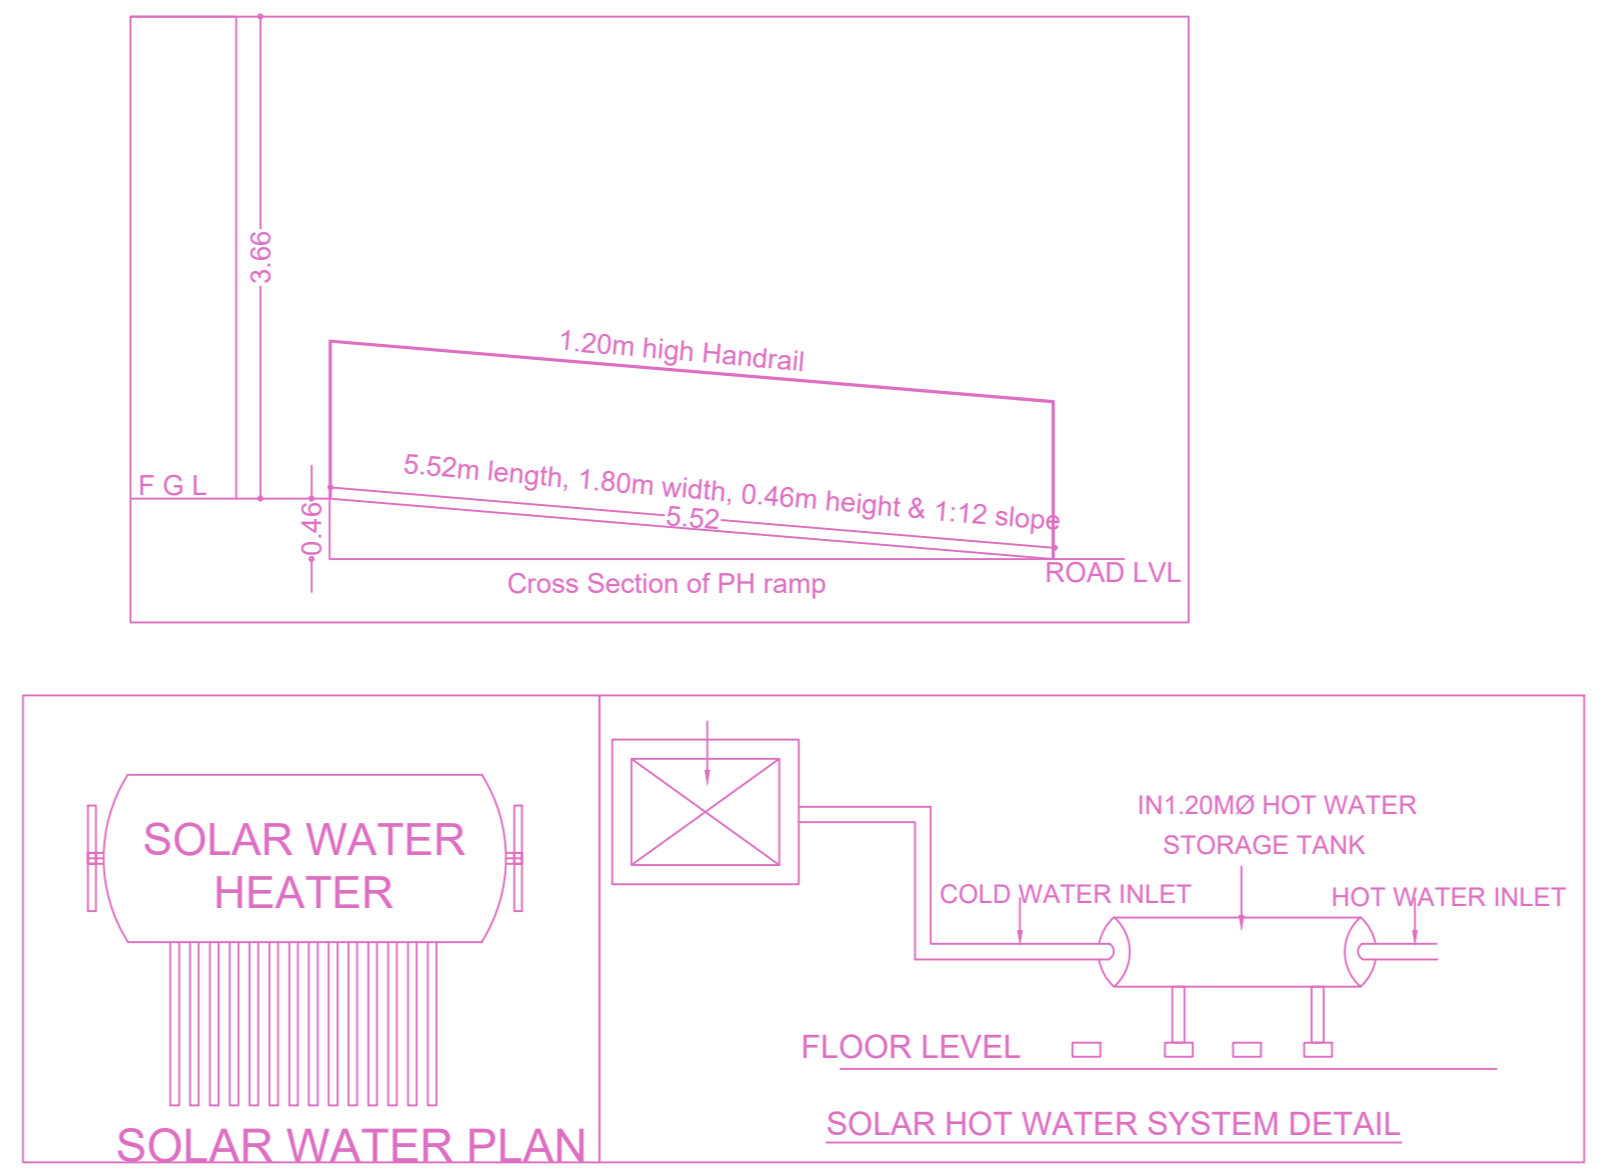 3.66
1.20m high Handrail
5.52m length, 1.80m width, 0.46m height & 1:12 slope
5.52
F G L
0.46
ROAD LVL
Cross Section of PH ramp
SOLAR WATER
HEATER
SOLAR WATER PLAN
IN1.20MØ HOT WATER
STORAGE TANK
COLD WATER INLET
HOT WATER INLET
FLOOR LEVEL
SOLAR HOT WATER SYSTEM DETAIL